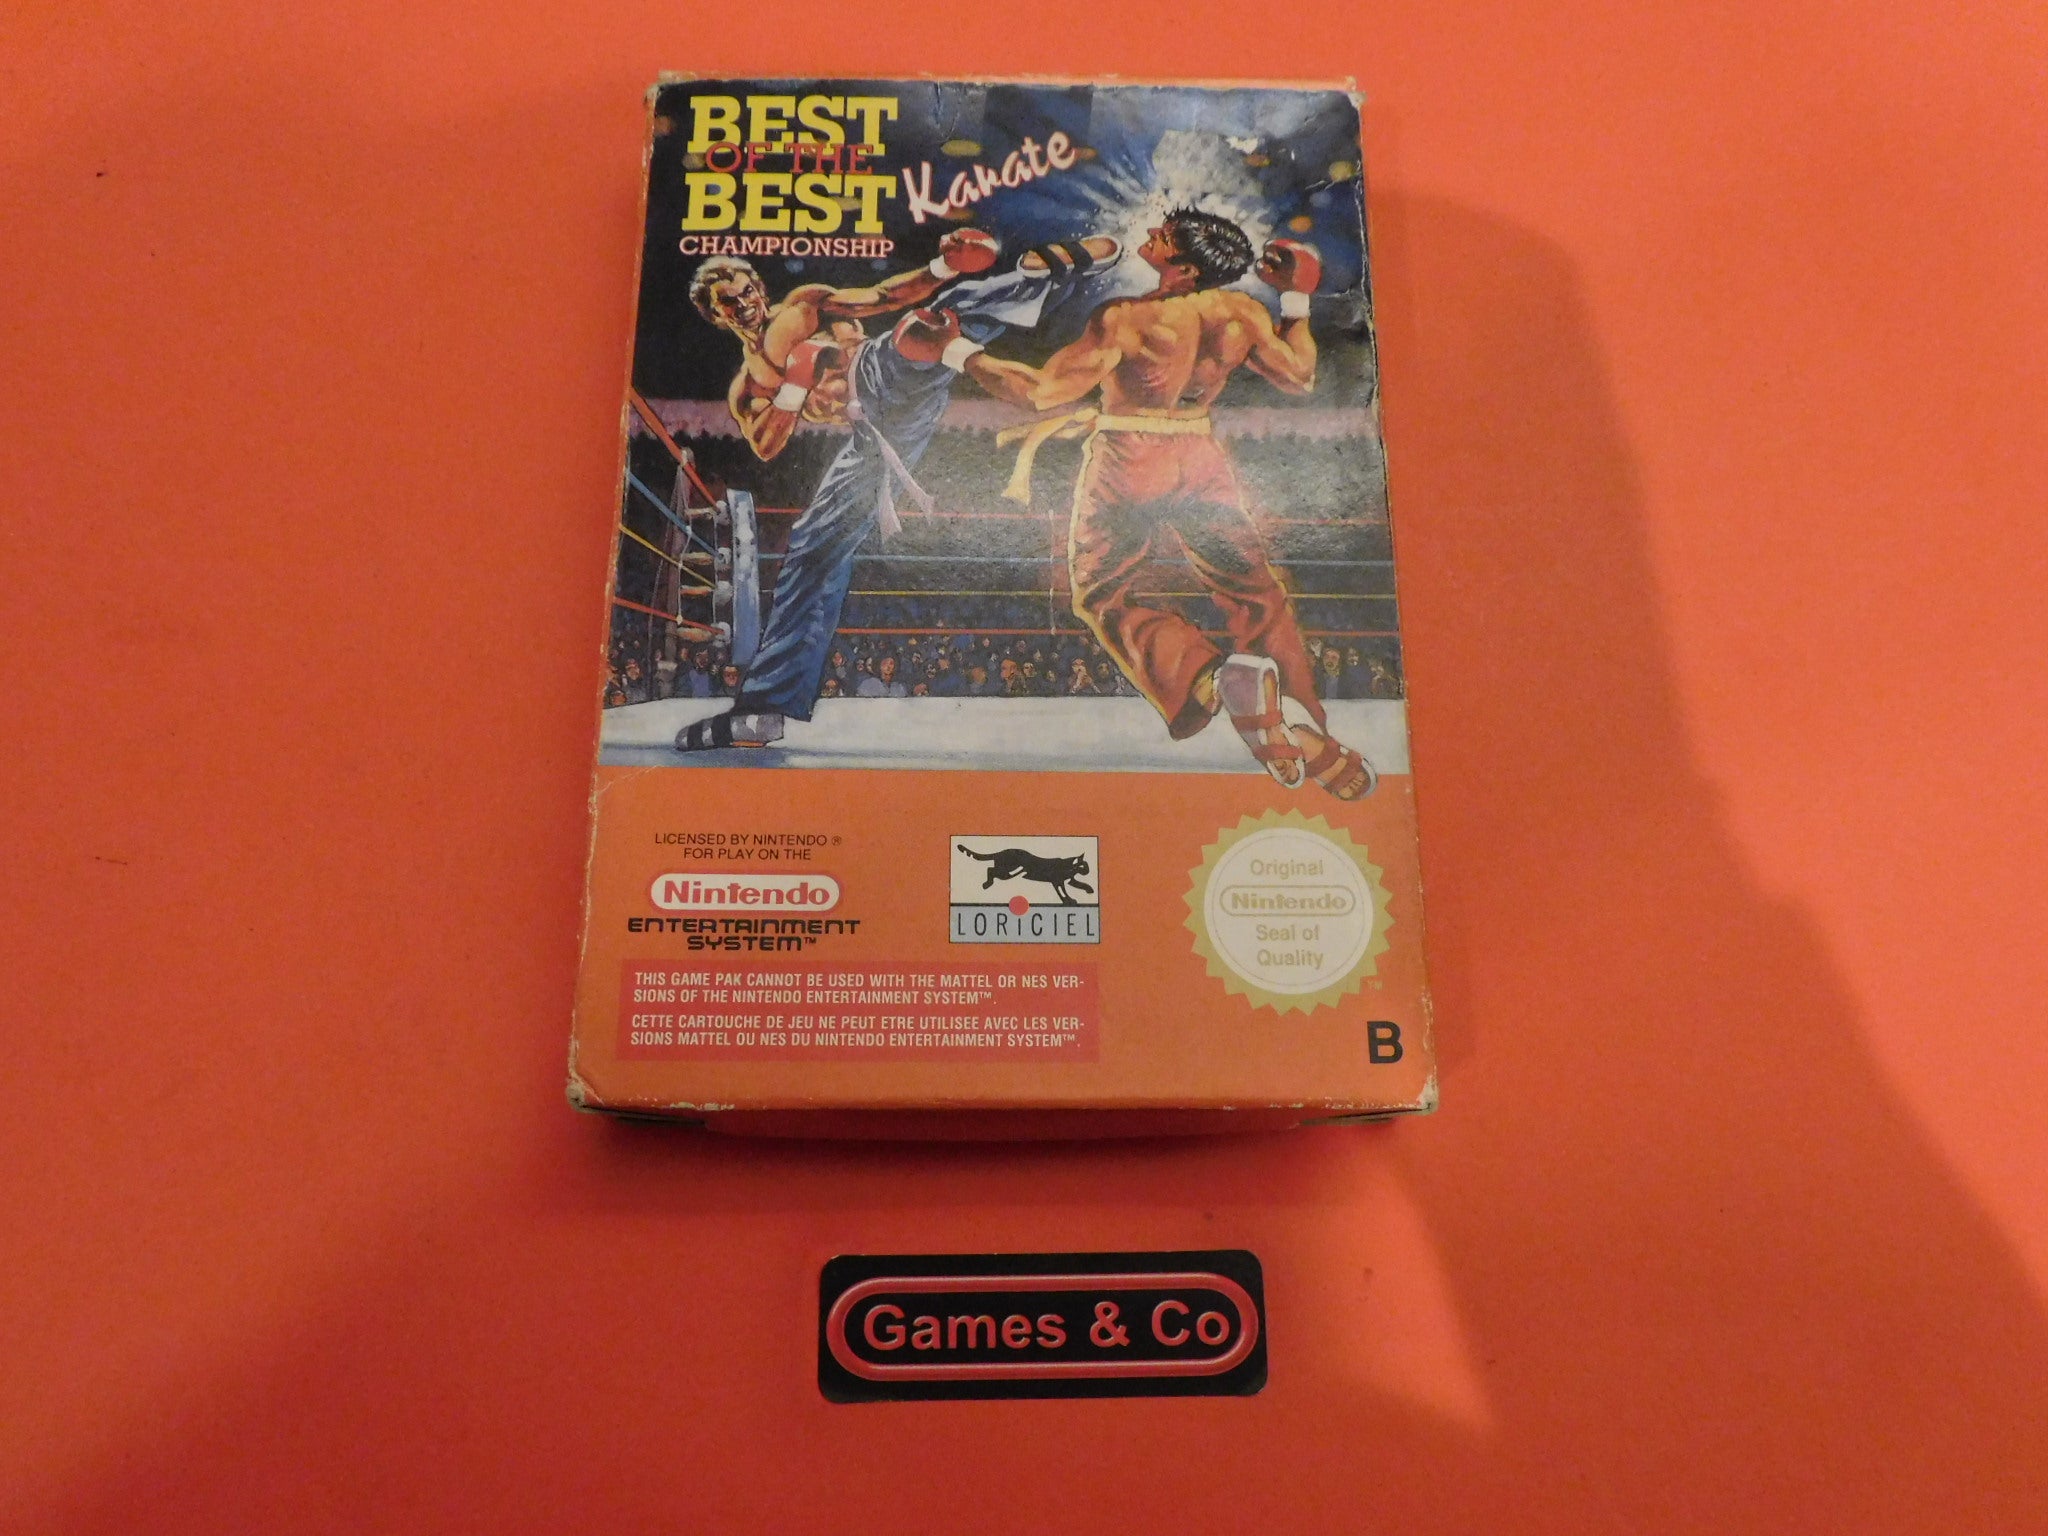 BEST
OF THE
BEST
Karate
CHAMPIONSHIP
LICENSED BY NINTENDO ®
FOR PLAY ON THE
Nintendo
ENTERTAINMENT
SYSTEM™
LORICIEL
Original
Nintendo
Seal of
Quality
TM
THIS GAME PAK CANNOT BE USED WITH THE MATTEL OR NES VER-
SIONS OF THE NINTENDO ENTERTAINMENT SYSTEM™.
CETTE CARTOUCHE DE JEU NE PEUT ETRE UTILISEE AVEC LES VER-
SIONS MATTEL OU NES DU NINTENDO ENTERTAINMENT SYSTEM™.
B
Games & Co